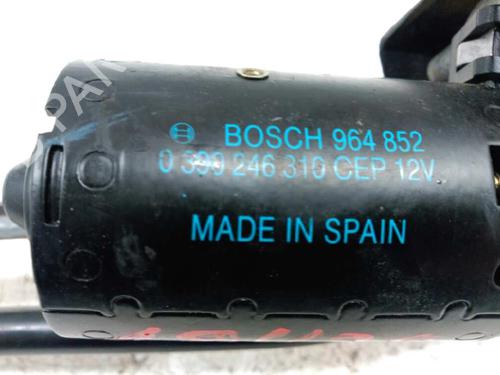 BOSCH 964 852
0 390 246 310 CEP 12V
MADE IN SPAIN